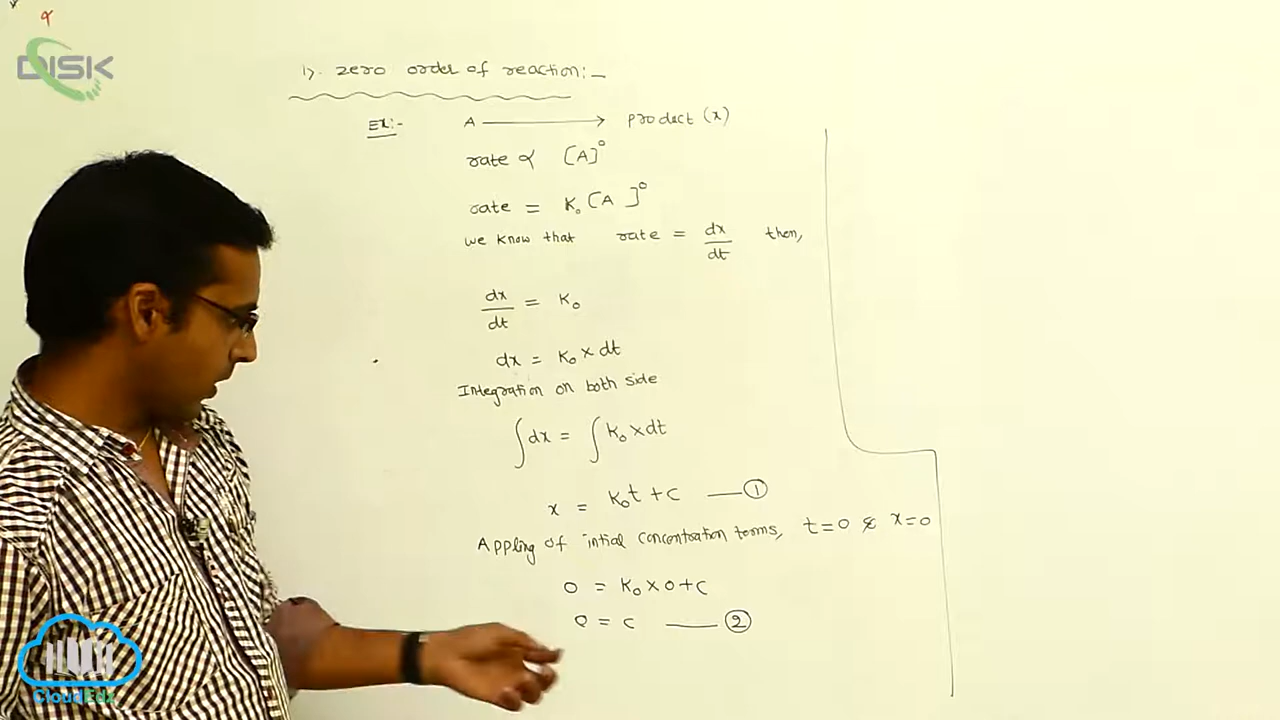 DISK
1). zero order of reaction:-
Ex:- A ⟶ product (x)
rate ∝ [A]⁰
rate = K₀ [A]⁰
we know that rate = dx/dt then,
dx/dt = K₀
dx = K₀ × dt
Integration on both side
∫dx = ∫K₀ × dt
x = K₀t + C —— ①
Appling of intial concentration terms, t=0 & x=0
0 = K₀ × 0 + C
0 = C —— ②
CloudEdx